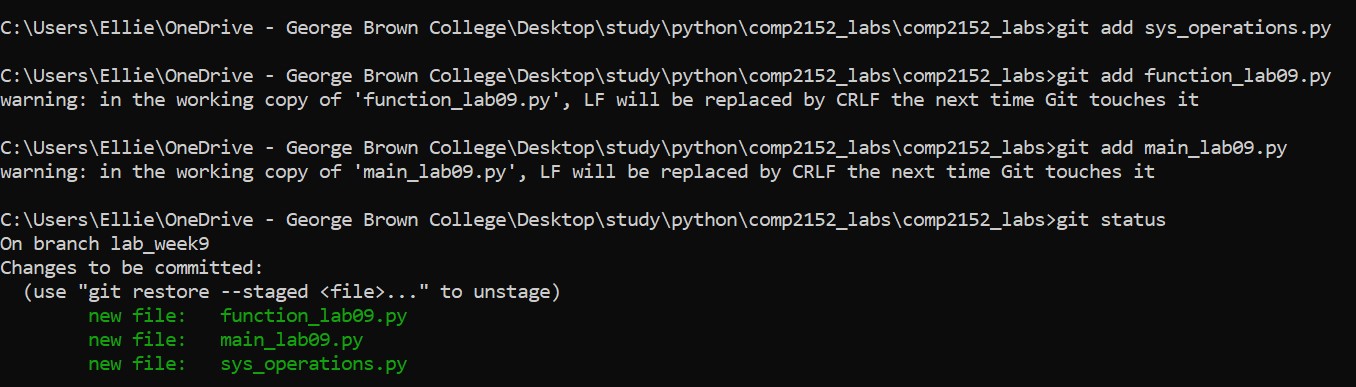 C:\Users\Ellie\OneDrive - George Brown College\Desktop\study\python\comp2152_labs\comp2152_labs>git add sys_operations.py
C:\Users\Ellie\OneDrive - George Brown College\Desktop\study\python\comp2152_labs\comp2152_labs>git add function_lab09.py
warning: in the working copy of 'function_lab09.py', LF will be replaced by CRLF the next time Git touches it
C:\Users\Ellie\OneDrive - George Brown College\Desktop\study\python\comp2152_labs\comp2152_labs>git add main_lab09.py
warning: in the working copy of 'main_lab09.py', LF will be replaced by CRLF the next time Git touches it
C:\Users\Ellie\OneDrive - George Brown College\Desktop\study\python\comp2152_labs\comp2152_labs>git status
On branch lab_week9
Changes to be committed:
  (use "git restore --staged <file>..." to unstage)
        new file:   function_lab09.py
        new file:   main_lab09.py
        new file:   sys_operations.py